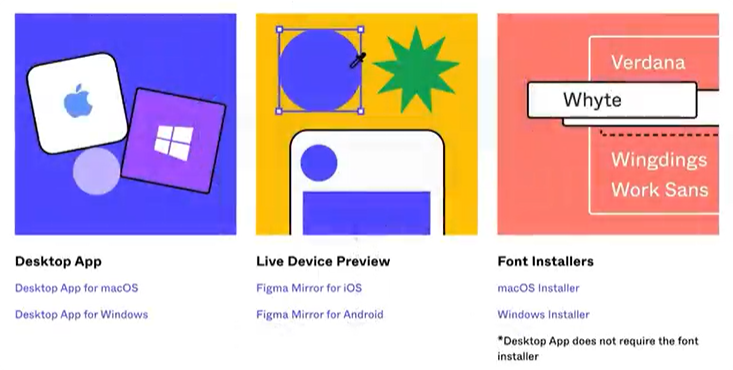 Verdana
Whyte
Wingdings
Work Sans
Desktop App
Desktop App for macOS
Desktop App for Windows
Live Device Preview
Figma Mirror for iOS
Figma Mirror for Android
Font Installers
macOS Installer
Windows Installer
*Desktop App does not require the font
installer